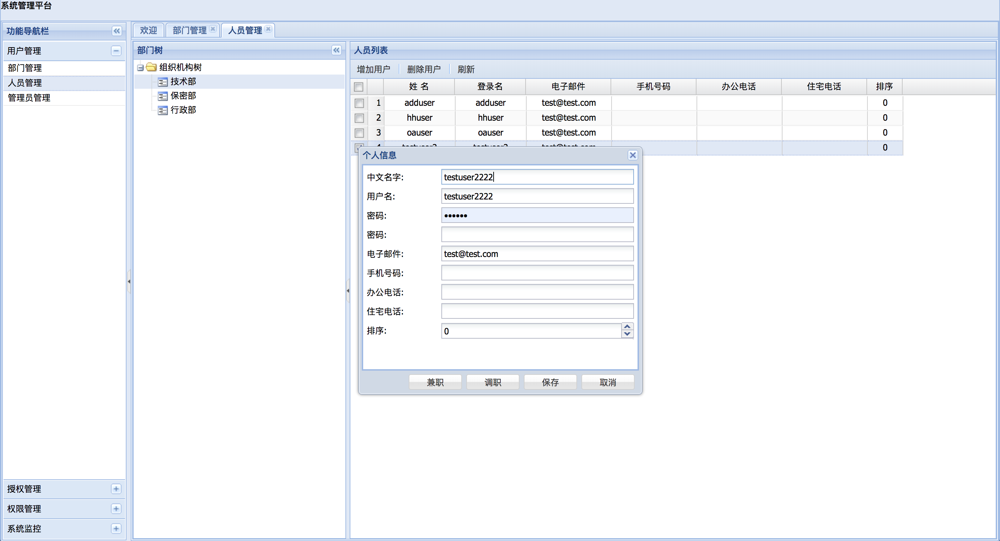 系统管理平台
功能导航栏
用户管理
部门管理
人员管理
管理员管理
授权管理
权限管理
系统监控
欢迎 部门管理 人员管理
部门树
组织机构树
技术部
保密部
行政部
人员列表
增加用户 删除用户 刷新
姓 名 登录名 电子邮件 手机号码 办公电话 住宅电话 排序
1 adduser adduser test@test.com 0
2 hhuser hhuser test@test.com 0
3 oauser oauser test@test.com 0
0
个人信息
中文名字: testuser2222
用户名: testuser2222
密码: ••••••
密码:
电子邮件: test@test.com
手机号码:
办公电话:
住宅电话:
排序: 0
兼职 调职 保存 取消